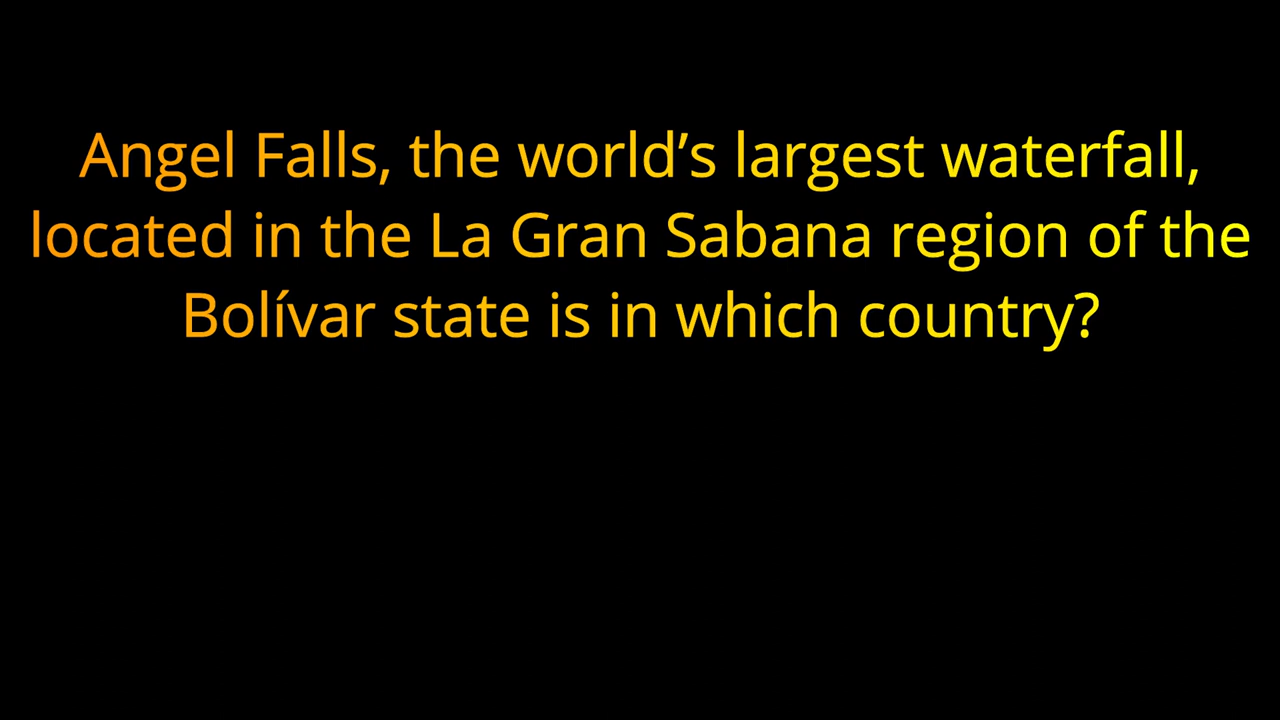 Angel Falls, the world’s largest waterfall,
located in the La Gran Sabana region of the
Bolívar state is in which country?